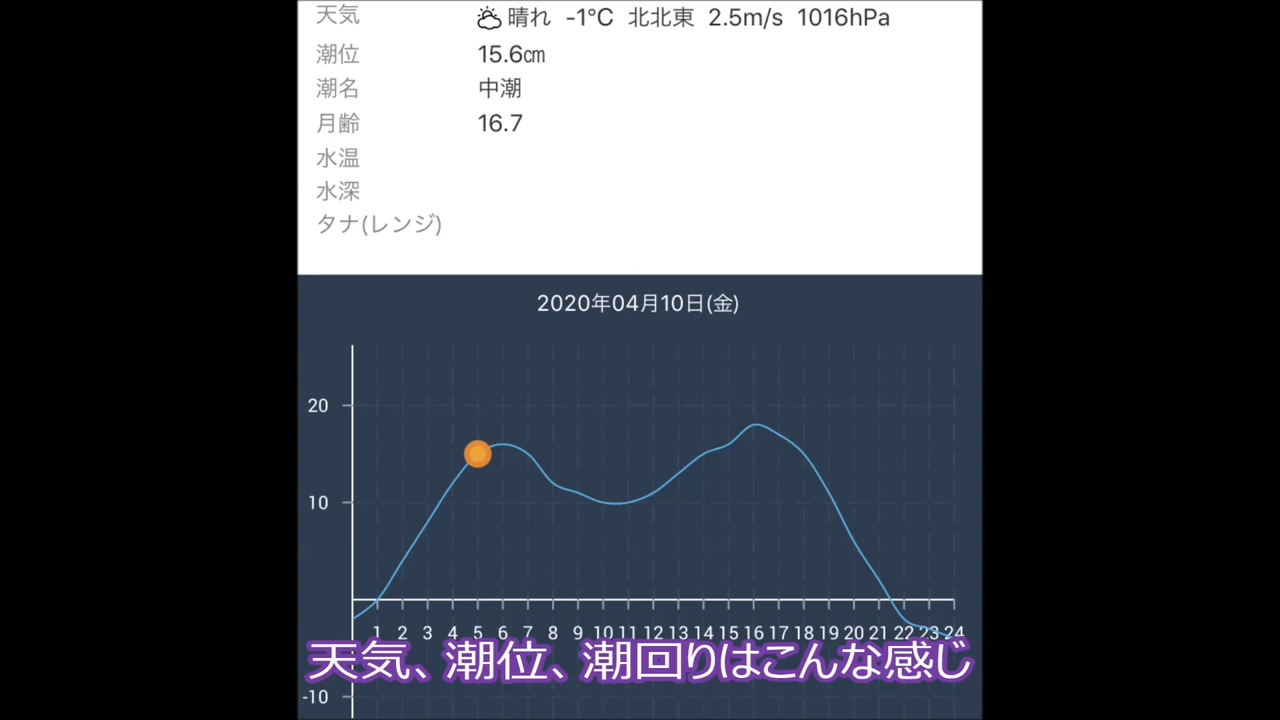 天気 晴れ -1℃ 北北東 2.5m/s 1016hPa
潮位 15.6㎝
潮名 中潮
月齢 16.7
水温
水深
タナ(レンジ)
2020年04月10日(金)
20
10
1 2 3 4 5 6 7 8 9 10 11 12 13 14 15 16 17 18 19 20 21 22 23 24
天気、潮位、潮回りはこんな感じ
-10